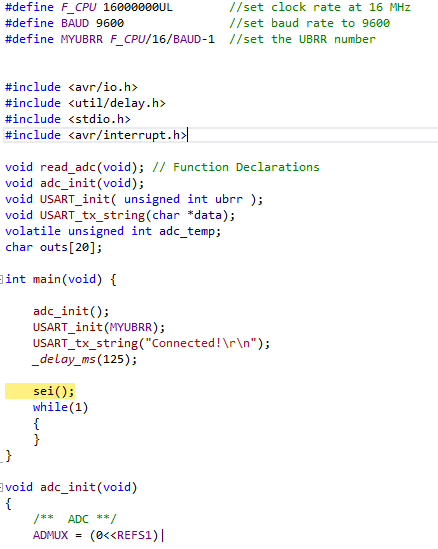 #define F_CPU 16000000UL //set clock rate at 16 MHz
#define BAUD 9600 //set baud rate to 9600
#define MYUBRR F_CPU/16/BAUD-1 //set the UBRR number
#include <avr/io.h>
#include <util/delay.h>
#include <stdio.h>
#include <avr/interrupt.h>
void read_adc(void); // Function Declarations
void adc_init(void);
void USART_init( unsigned int ubrr );
void USART_tx_string(char *data);
volatile unsigned int adc_temp;
char outs[20];
int main(void) {
adc_init();
USART_init(MYUBRR);
USART_tx_string("Connected!\r\n");
_delay_ms(125);
sei();
while(1)
{
}
}
void adc_init(void)
{
/** ADC **/
ADMUX = (0<<REFS1)|